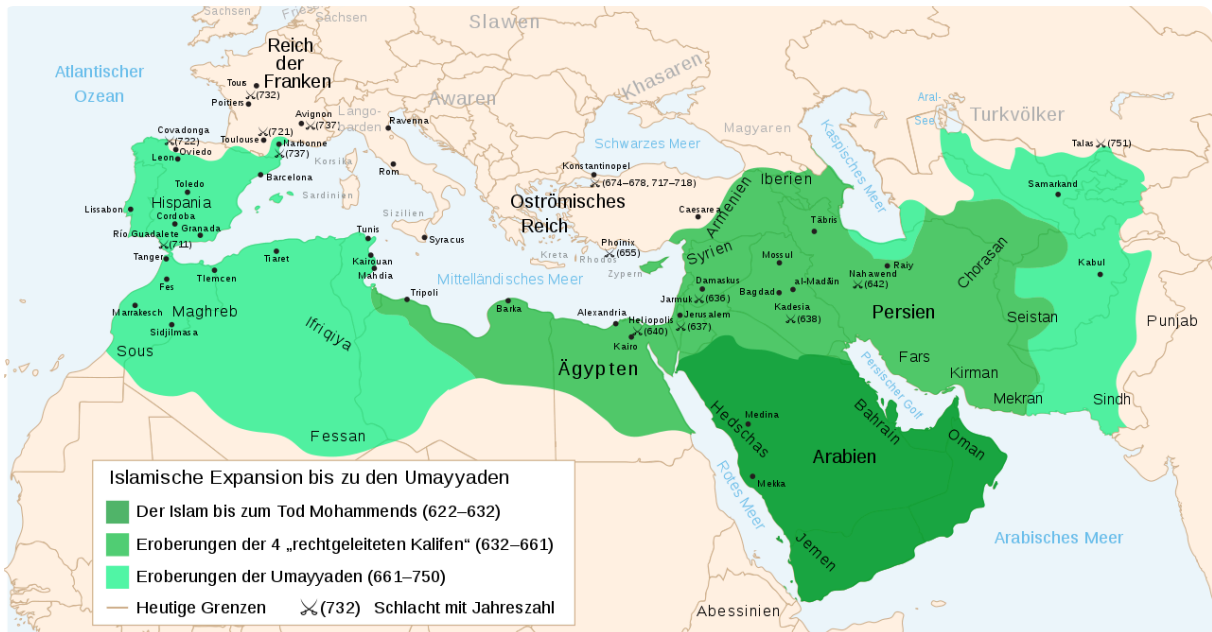 Sachsen
Friesen
Sachsen
Slawen
Reich
der
Franken
Atlantischer
Ozean
Tours
(732)
Poitiers
Khasaren
Awaren
Lango-
barden
Avignon
(737)
Ravenna
Aral-
See
Turkvölker
Magyaren
Kaspisches Meer
Covadonga
(722)
Oviedo
Leon
Toulouse
(721)
Narbonne
(737)
Schwarzes Meer
Talas (751)
Korsika
Rom
Konstantinopel
(674–678, 717–718)
Barcelona
Toledo
Hispania
Sardinien
Iberien
Armenien
Samarkand
Lissabon
Cordoba
Granada
Río Guadalete
(711)
Oströmisches
Reich
Caesarea
Sizilien
Syracus
Täbris
Tanger
Tiaret
Tunis
Kairouan
Mahdia
Phoinix
(655)
Kreta
Rhodos
Zypern
Syrien
Mossul
Raiy
Chorasan
Kabul
Fes
Tlemcen
Mittelländisches Meer
Tripoli
Barka
Damaskus
Jarmuk (636)
Bagdad
al-Madāin
Nahawend
(642)
Marrakesch
Maghreb
Sidjilmasa
Ifriqiya
Alexandria
Heliopolis
(640)
Kairo
Jerusalem
(637)
Kadesia
(638)
Persien
Seistan
Punjab
Sous
Ägypten
Persischer Golf
Fars
Kirman
Mekran
Sindh
Fessan
Hedschas
Medina
Bahrain
Oman
Arabien
Mekka
Rotes Meer
Jemen
Arabisches Meer
Abessinien
Islamische Expansion bis zu den Umayyaden
Der Islam bis zum Tod Mohammends (622–632)
Eroberungen der 4 „rechtgeleiteten Kalifen“ (632–661)
Eroberungen der Umayyaden (661–750)
Heutige Grenzen
(732) Schlacht mit Jahreszahl